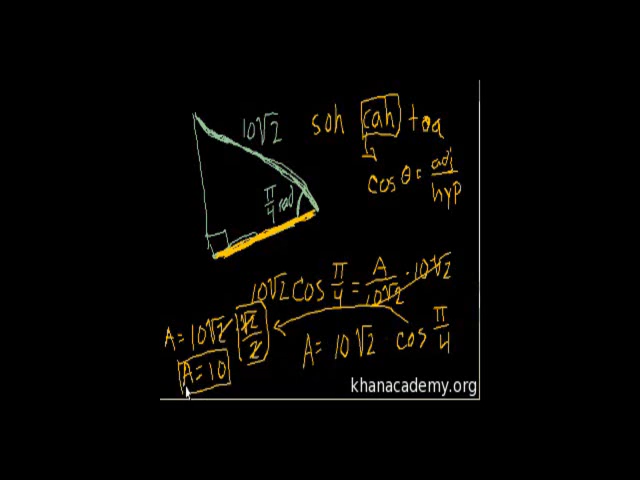 10√2
soh cah toa
cos θ = adj/hyp
π/4 rad
10√2 cos π/4 = A/10√2 · 10√2
A = 10√2 · √2/2
A = 10√2 cos π/4
A = 10
khanacademy.org